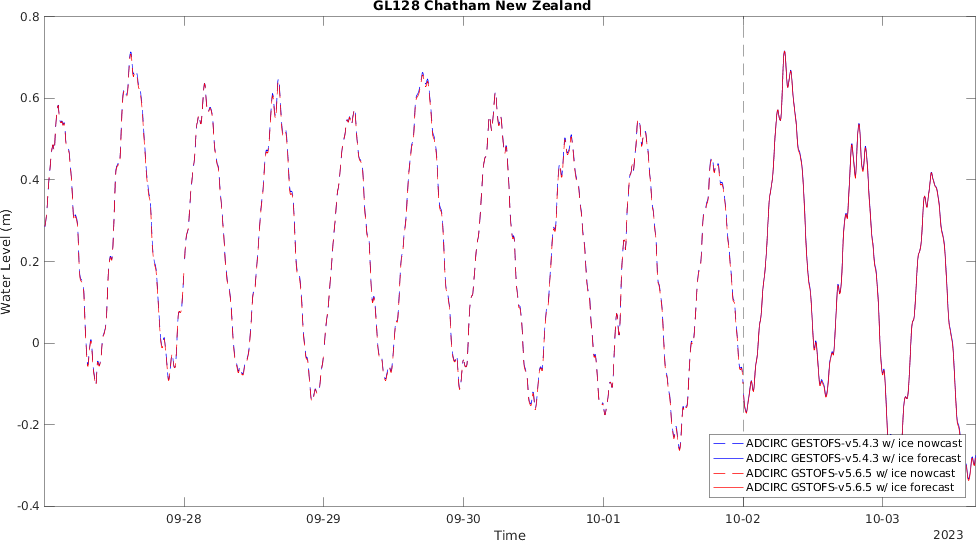 GL128 Chatham New Zealand
0.8
0.6
0.4
0.2
0
-0.2
-0.4
Water Level (m)
09-28
09-29
09-30
10-01
10-02
10-03
Time
2023
ADCIRC GESTOFS-v5.4.3 w/ ice nowcast
ADCIRC GESTOFS-v5.4.3 w/ ice forecast
ADCIRC GSTOFS-v5.6.5 w/ ice nowcast
ADCIRC GSTOFS-v5.6.5 w/ ice forecast